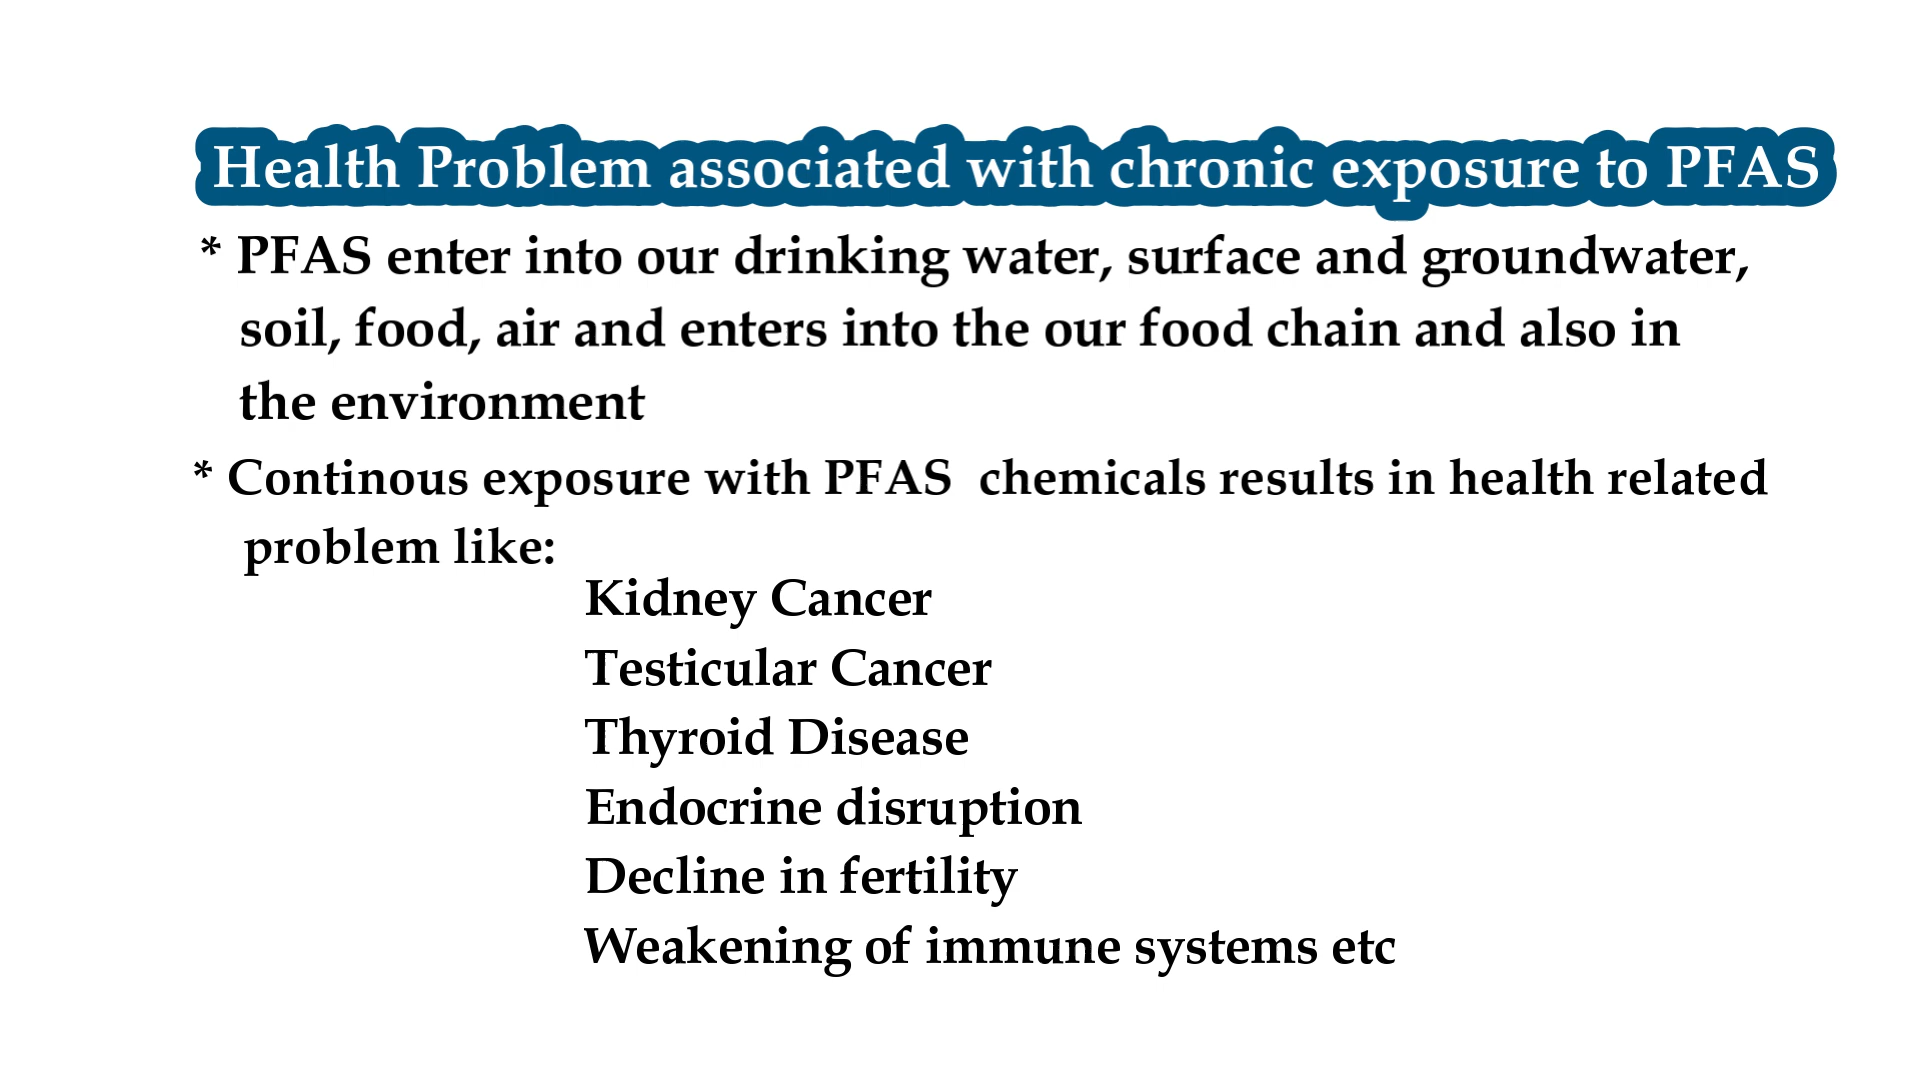 Health Problem associated with chronic exposure to PFAS
* PFAS enter into our drinking water, surface and groundwater,
soil, food, air and enters into the our food chain and also in
the environment
* Continous exposure with PFAS chemicals results in health related
problem like:
Kidney Cancer
Testicular Cancer
Thyroid Disease
Endocrine disruption
Decline in fertility
Weakening of immune systems etc